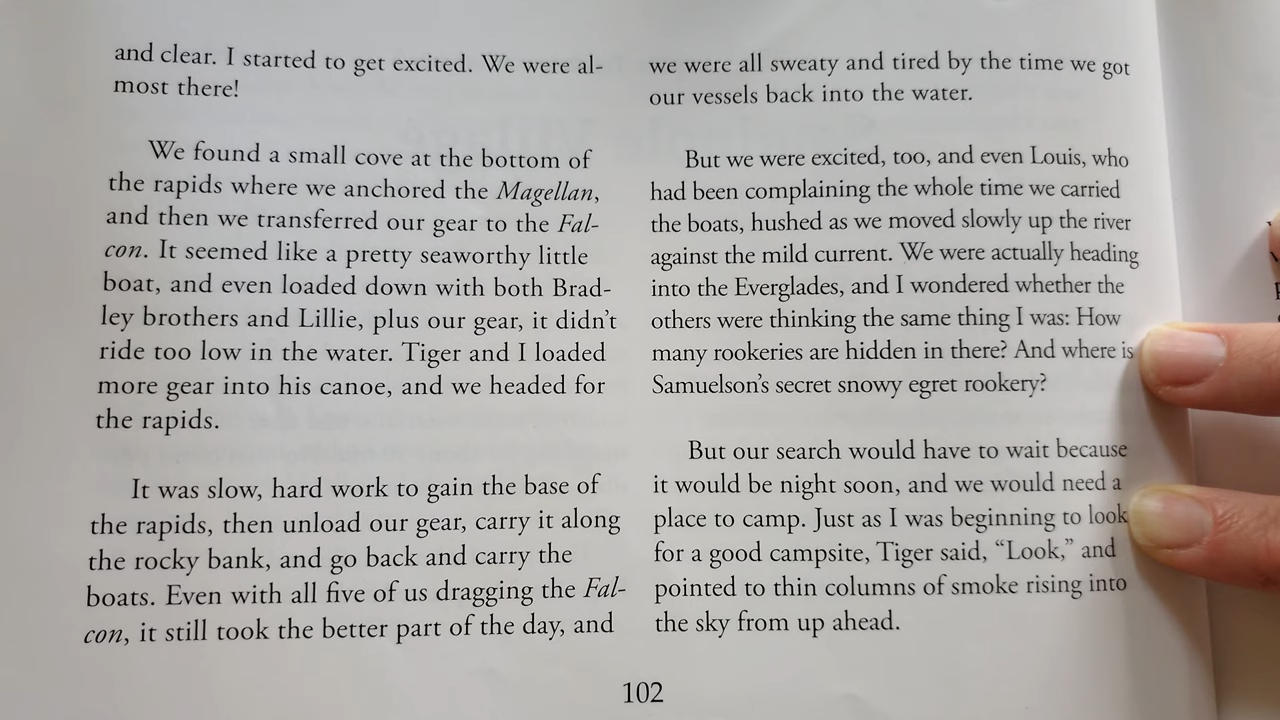 and clear. I started to get excited. We were al-
most there!
We found a small cove at the bottom of
the rapids where we anchored the Magellan,
and then we transferred our gear to the Fal-
con. It seemed like a pretty seaworthy little
boat, and even loaded down with both Brad-
ley brothers and Lillie, plus our gear, it didn't
ride too low in the water. Tiger and I loaded
more gear into his canoe, and we headed for
the rapids.
It was slow, hard work to gain the base of
the rapids, then unload our gear, carry it along
the rocky bank, and go back and carry the
boats. Even with all five of us dragging the Fal-
con, it still took the better part of the day, and
we were all sweaty and tired by the time we got
our vessels back into the water.
But we were excited, too, and even Louis, who
had been complaining the whole time we carried
the boats, hushed as we moved slowly up the river
against the mild current. We were actually heading
into the Everglades, and I wondered whether the
others were thinking the same thing I was: How
many rookeries are hidden in there? And where is
Samuelson's secret snowy egret rookery?
But our search would have to wait because
it would be night soon, and we would need a
place to camp. Just as I was beginning to look
for a good campsite, Tiger said, “Look,” and
pointed to thin columns of smoke rising into
the sky from up ahead.
102